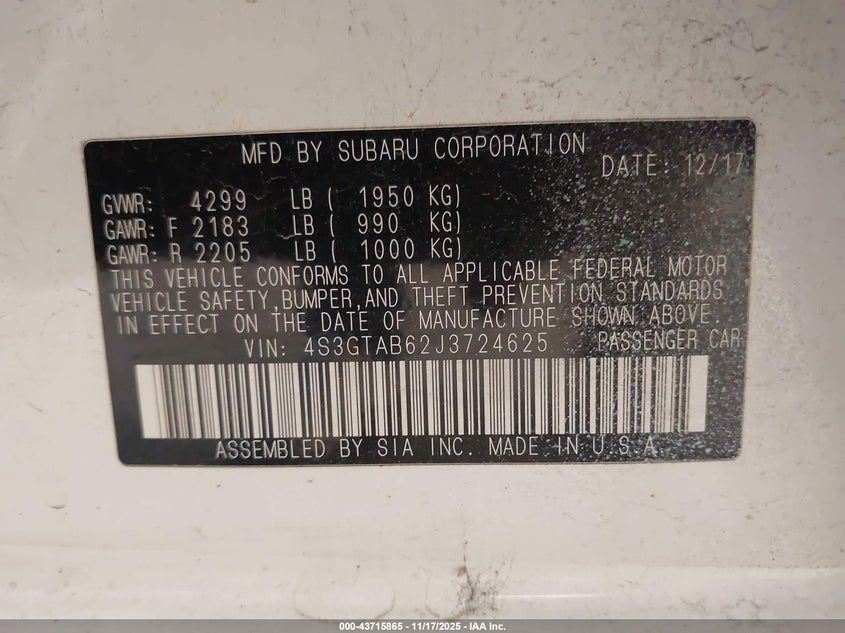 MFD BY SUBARU CORPORATION
DATE: 12/17
GVWR: 4299 LB ( 1950 KG)
GAWR: F 2183 LB ( 990 KG)
GAWR: R 2205 LB ( 1000 KG)
THIS VEHICLE CONFORMS TO ALL APPLICABLE FEDERAL MOTOR
VEHICLE SAFETY,BUMPER,AND THEFT PREVENTION STANDARDS
IN EFFECT ON THE DATE OF MANUFACTURE SHOWN ABOVE.
VIN: 4S3GTAB62J3724625 PASSENGER CAR
ASSEMBLED BY SIA INC. MADE IN U.S.A.
000-43715865 - 11/17/2025 - IAA Inc.